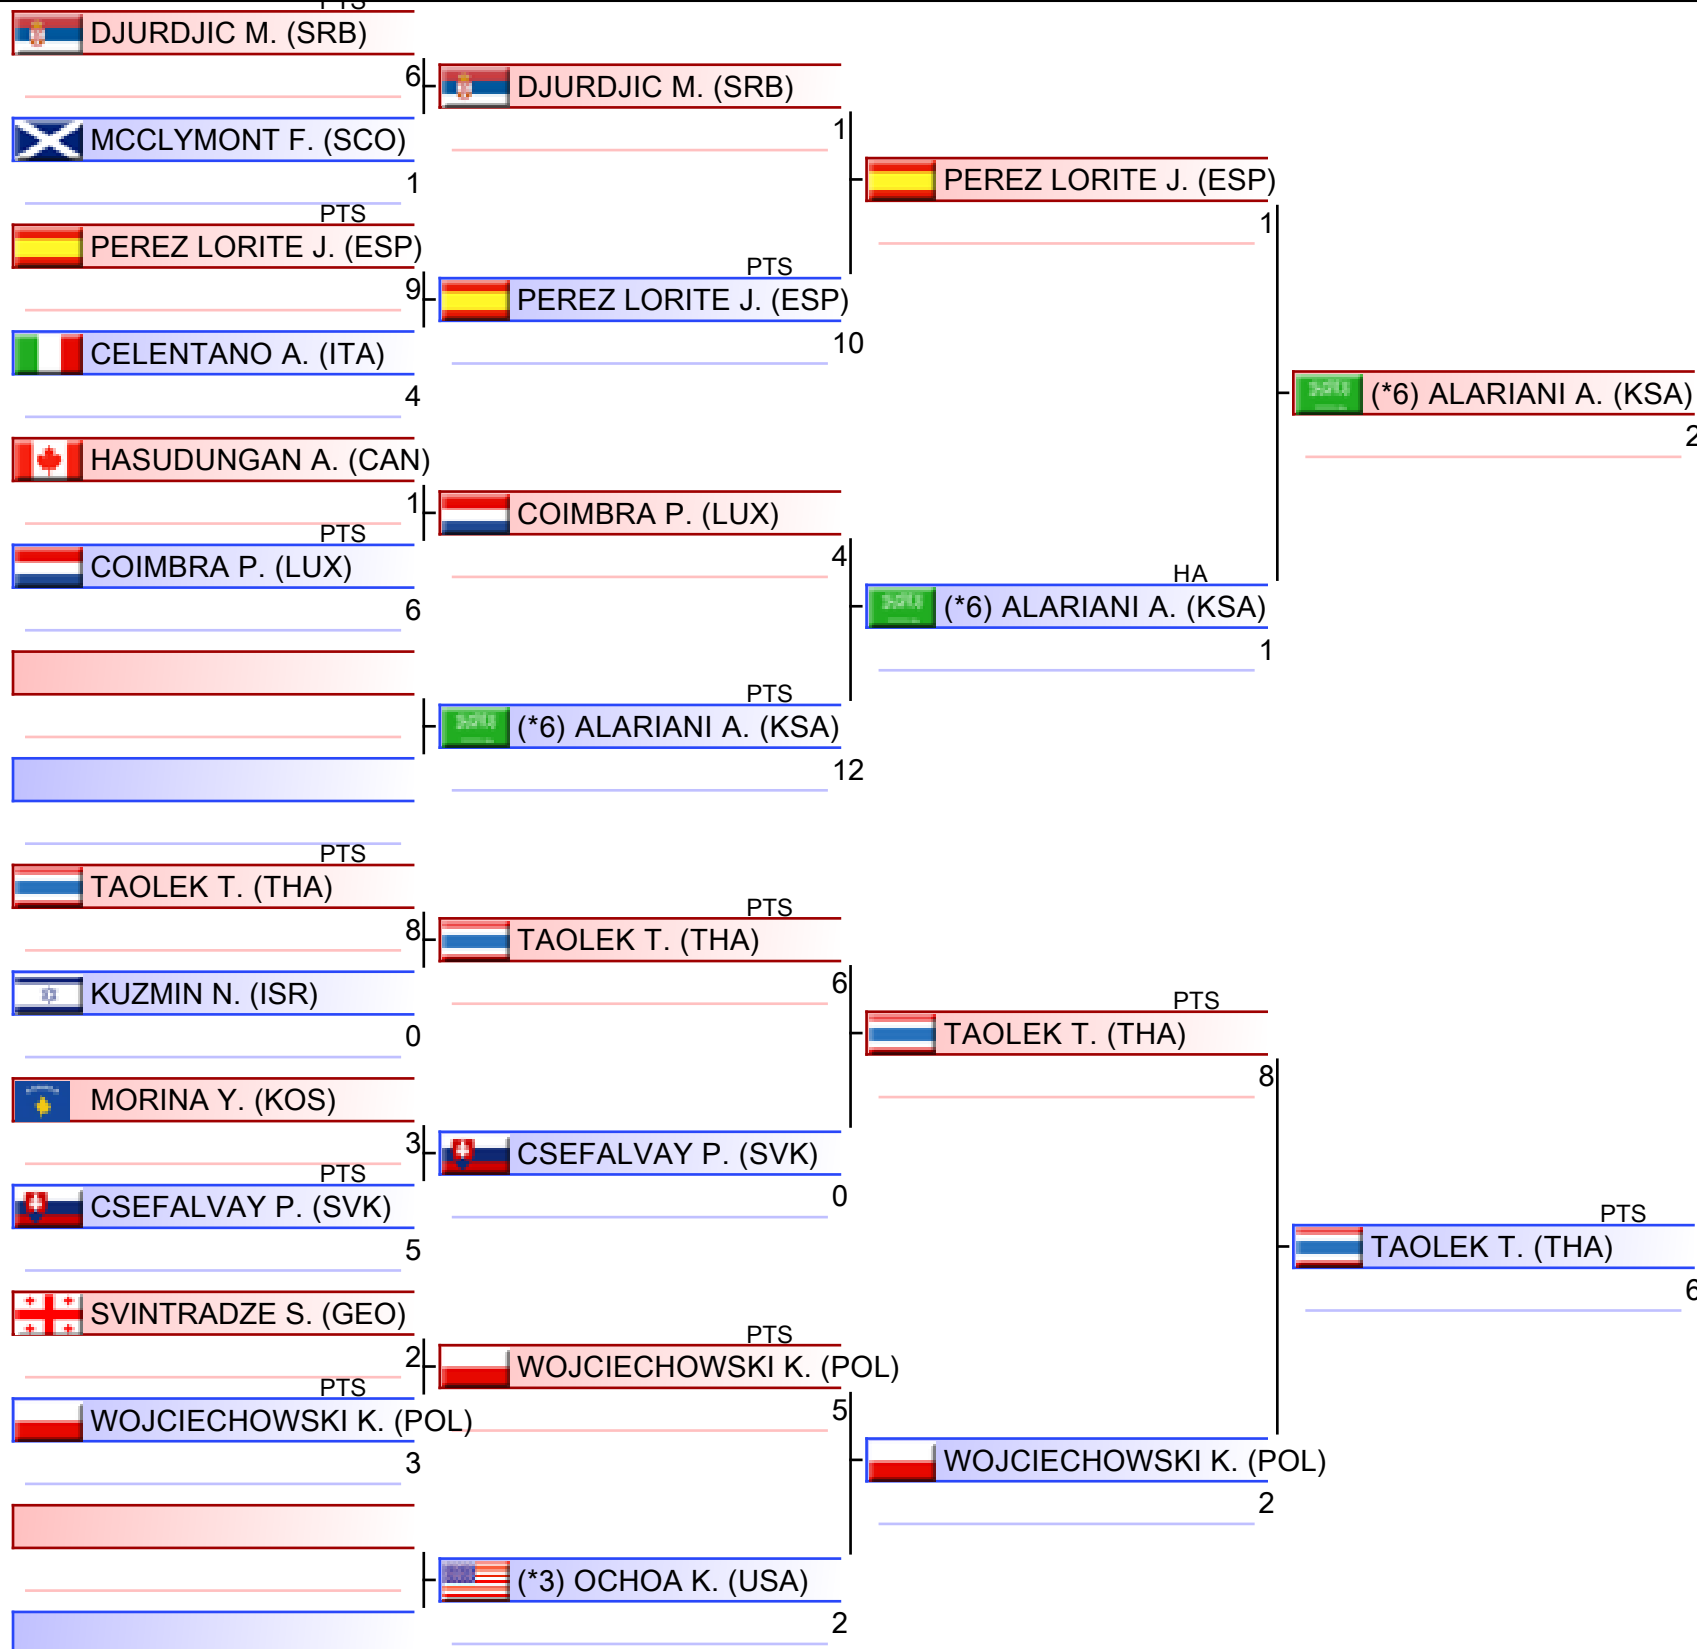 PTS
DJURDJIC M. (SRB)
6
MCCLYMONT F. (SCO)
1
PTS
PEREZ LORITE J. (ESP)
9
CELENTANO A. (ITA)
4
HASUDUNGAN A. (CAN)
1
PTS
COIMBRA P. (LUX)
6
PTS
TAOLEK T. (THA)
8
KUZMIN N. (ISR)
0
MORINA Y. (KOS)
3
PTS
CSEFALVAY P. (SVK)
5
SVINTRADZE S. (GEO)
2
PTS
WOJCIECHOWSKI K. (POL)
3
DJURDJIC M. (SRB)
1
PTS
PEREZ LORITE J. (ESP)
10
COIMBRA P. (LUX)
4
PTS
(*6) ALARIANI A. (KSA)
12
PTS
TAOLEK T. (THA)
6
CSEFALVAY P. (SVK)
0
PTS
WOJCIECHOWSKI K. (POL)
5
(*3) OCHOA K. (USA)
2
PEREZ LORITE J. (ESP)
1
HA
(*6) ALARIANI A. (KSA)
1
PTS
TAOLEK T. (THA)
8
WOJCIECHOWSKI K. (POL)
2
(*6) ALARIANI A. (KSA)
2
PTS
TAOLEK T. (THA)
6